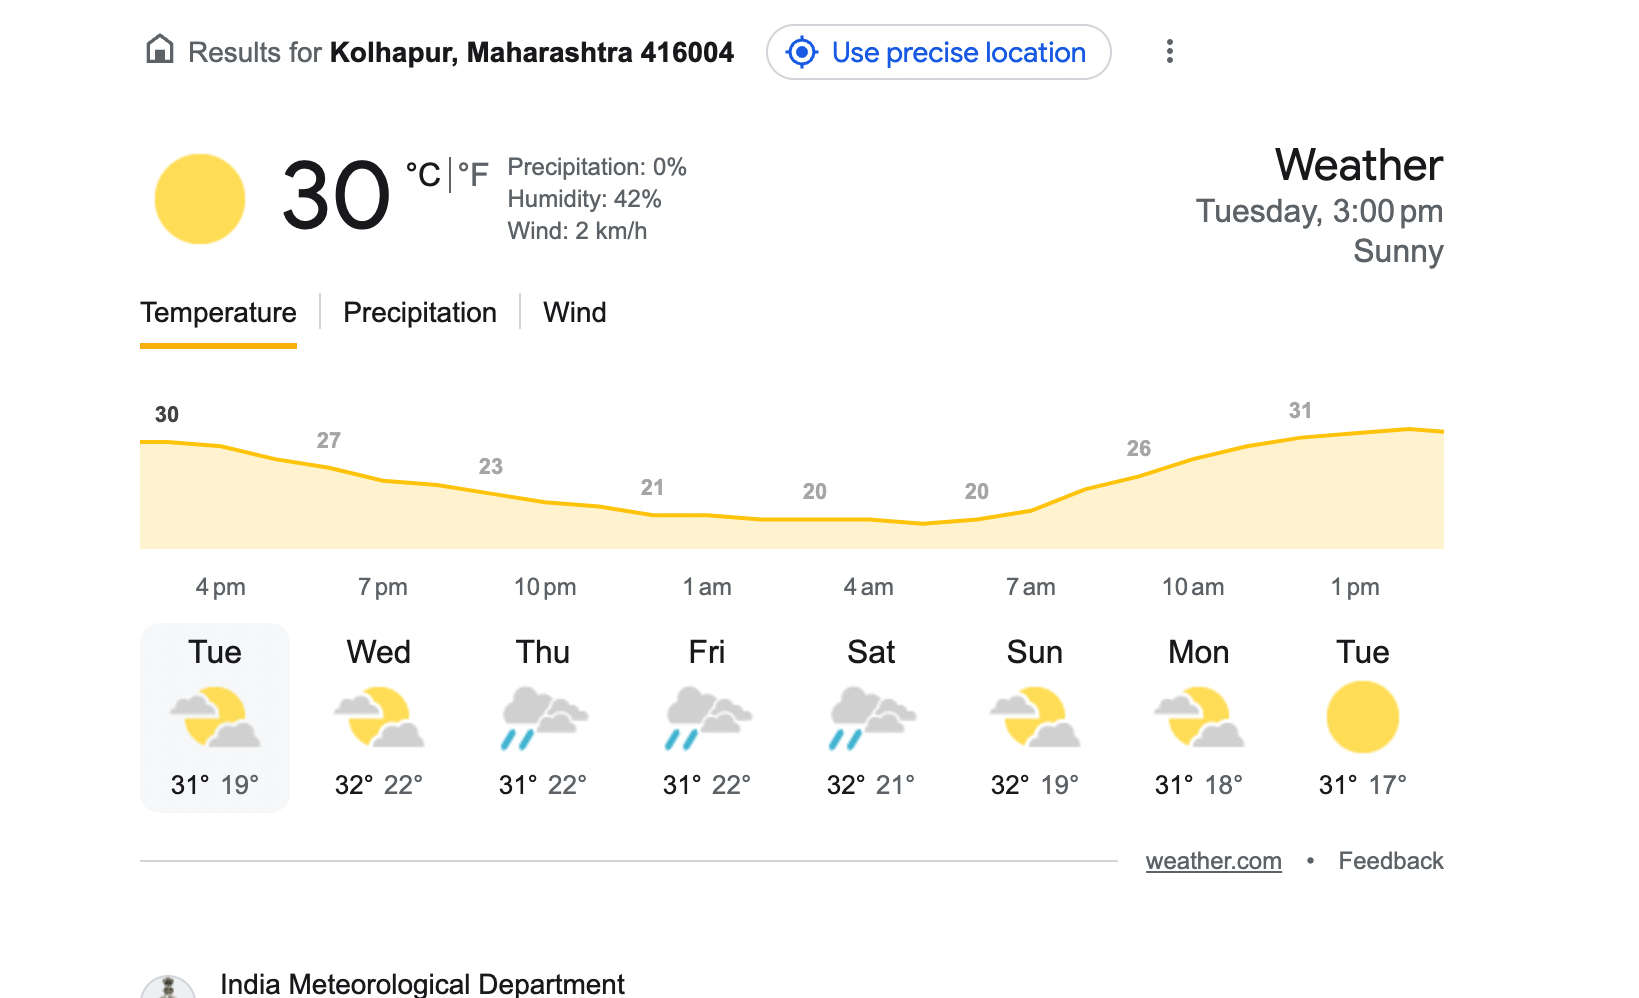 Results for Kolhapur, Maharashtra 416004 Use precise location
30 °C | °F
Precipitation: 0%
Humidity: 42%
Wind: 2 km/h
Weather
Tuesday, 3:00 pm
Sunny
Temperature | Precipitation | Wind
30 27 23 21 20 20 26 31
4 pm 7 pm 10 pm 1 am 4 am 7 am 10 am 1 pm
Tue Wed Thu Fri Sat Sun Mon Tue
31° 19° 32° 22° 31° 22° 31° 22° 32° 21° 32° 19° 31° 18° 31° 17°
weather.com • Feedback
India Meteorological Department